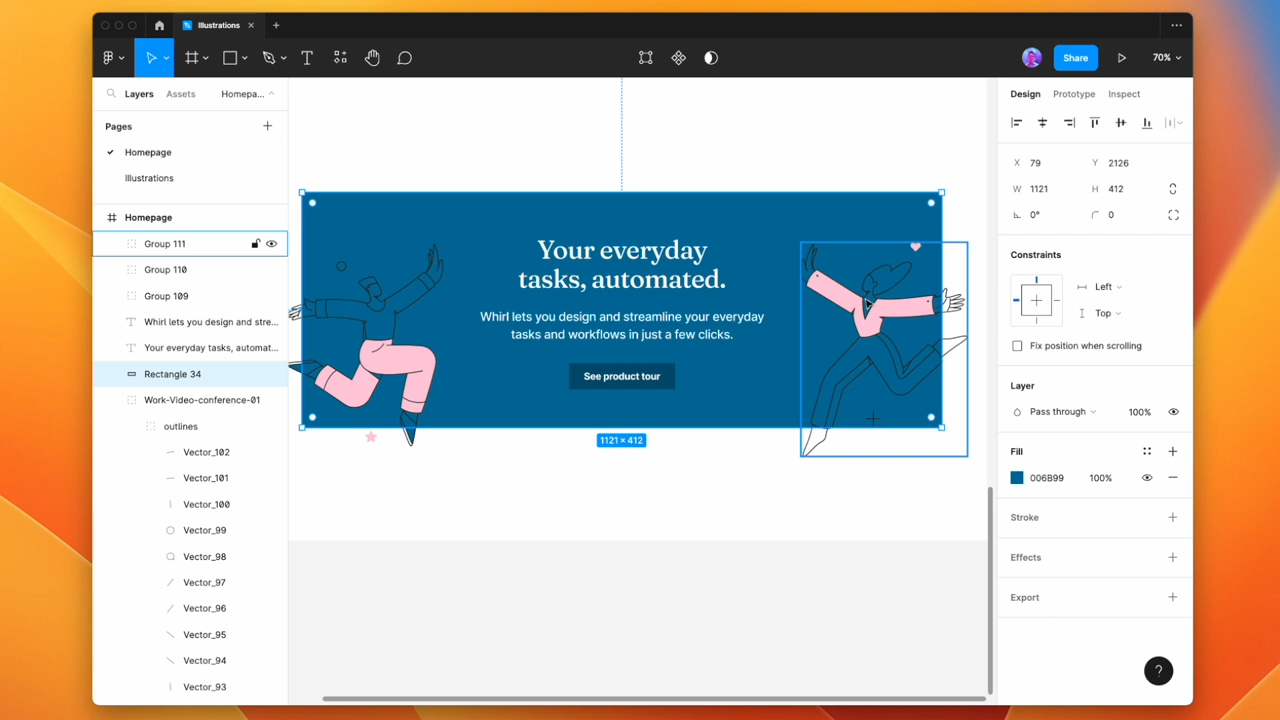 Illustrations
Share
70%
Layers
Assets
Homepa...
Pages
Homepage
Illustrations
Homepage
Group 111
Group 110
Group 109
Whirl lets you design and stre...
Your everyday tasks, automat...
Rectangle 34
Work-Video-conference-01
outlines
Vector_102
Vector_101
Vector_100
Vector_99
Vector_98
Vector_97
Vector_96
Vector_95
Vector_94
Vector_93
Your everyday
tasks, automated.
Whirl lets you design and streamline your everyday
tasks and workflows in just a few clicks.
See product tour
1121 × 412
Design
Prototype
Inspect
X 79
Y 2126
W 1121
H 412
0°
0
Constraints
Left
Top
Fix position when scrolling
Layer
Pass through
100%
Fill
006B99
100%
Stroke
Effects
Export
?